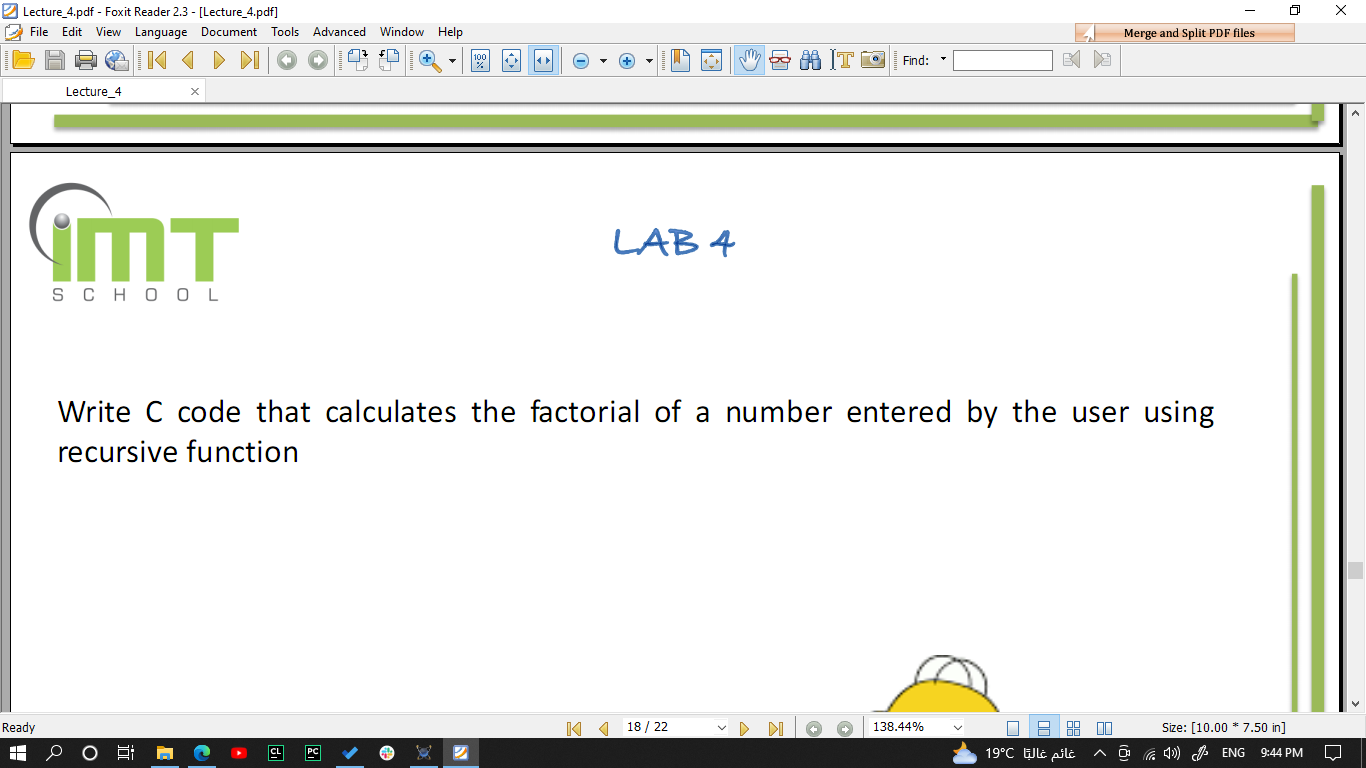 Lecture_4.pdf - Foxit Reader 2.3 - [Lecture_4.pdf]
File Edit View Language Document Tools Advanced Window Help
Merge and Split PDF files
100 %
Find:
Lecture_4
iMT
SCHOOL
LAB 4
Write C code that calculates the factorial of a number entered by the user using
recursive function
Ready
18 / 22
138.44%
Size: [10.00 * 7.50 in]
CL
PC
19°C غائم غالبًا
ENG
9:44 PM